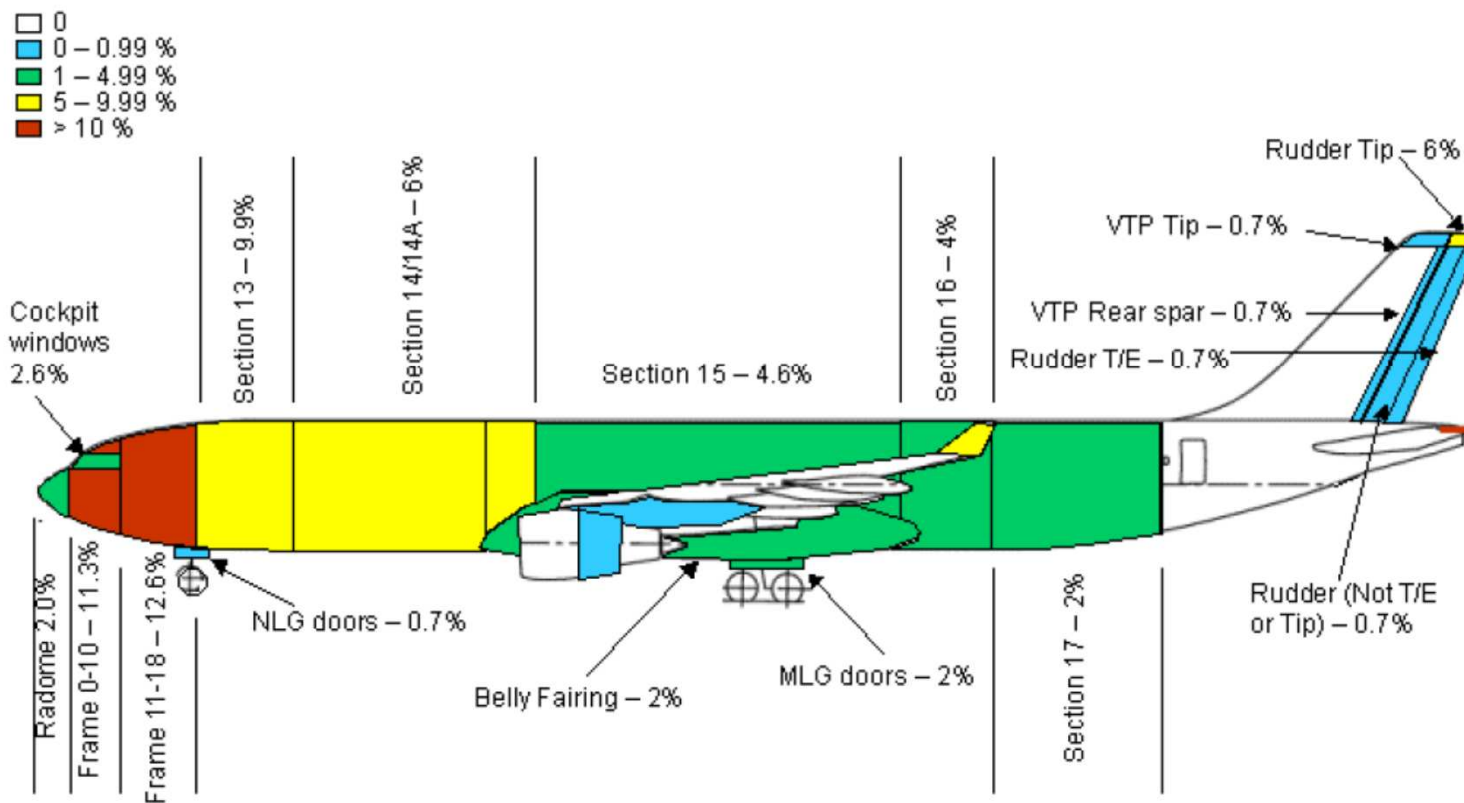 0
0 – 0.99 %
1 – 4.99 %
5 – 9.99 %
> 10 %
Rudder Tip – 6%
VTP Tip – 0.7%
VTP Rear spar – 0.7%
Rudder T/E – 0.7%
Section 13 – 9.9%
Section 14/14A – 6%
Section 15 – 4.6%
Section 16 – 4%
Cockpit
windows
2.6%
Radome 2.0%
Frame 0-10 – 11.3%
Frame 11-18 – 12.6%
NLG doors – 0.7%
Belly Fairing – 2%
MLG doors – 2%
Section 17 – 2%
Rudder (Not T/E
or Tip) – 0.7%